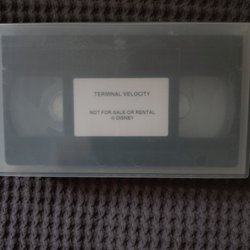 TERMINAL VELOCITY
NOT FOR SALE OR RENTAL
© DISNEY